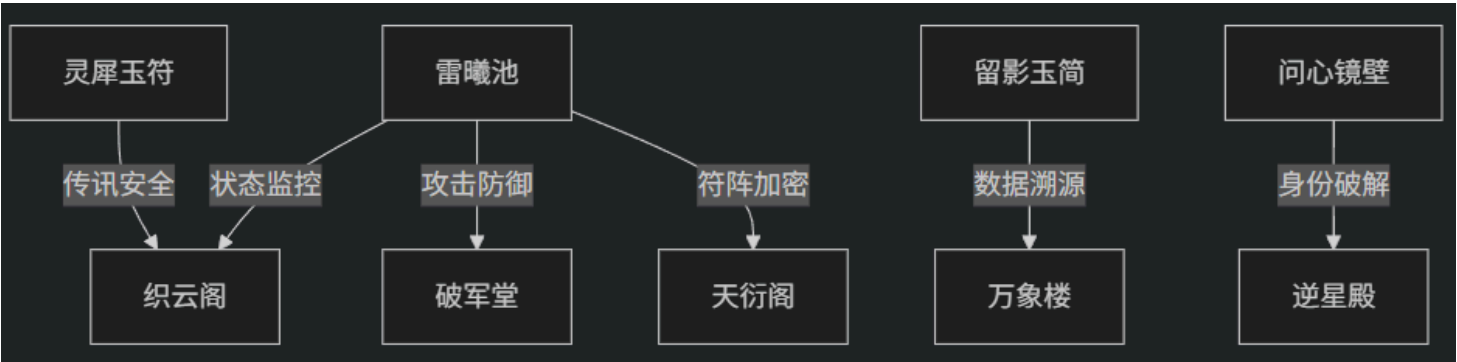 灵犀玉符
雷曦池
留影玉简
问心镜壁
传讯安全
状态监控
攻击防御
符阵加密
数据溯源
身份破解
织云阁
破军堂
天衍阁
万象楼
逆星殿